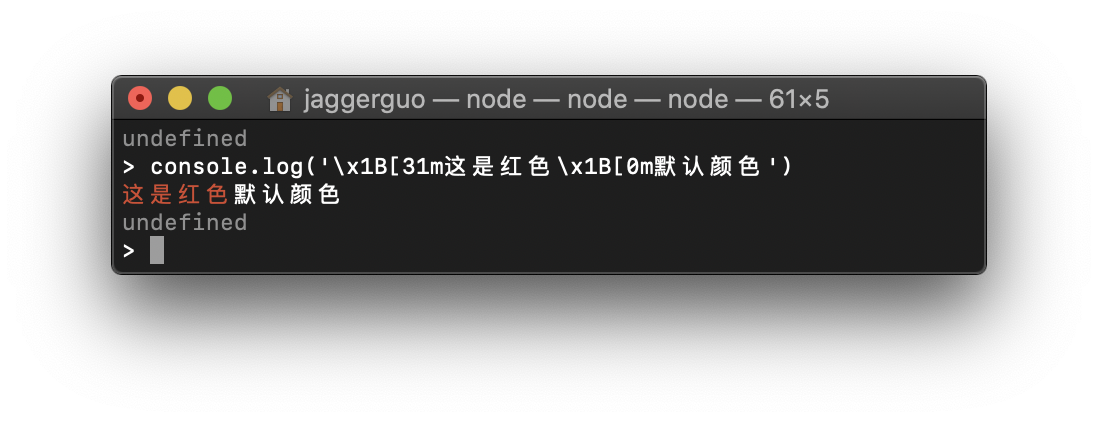 jaggerguo — node — node — node — 61×5
undefined
> console.log('\x1B[31m这是红色\x1B[0m默认颜色')
这是红色默认颜色
undefined
>